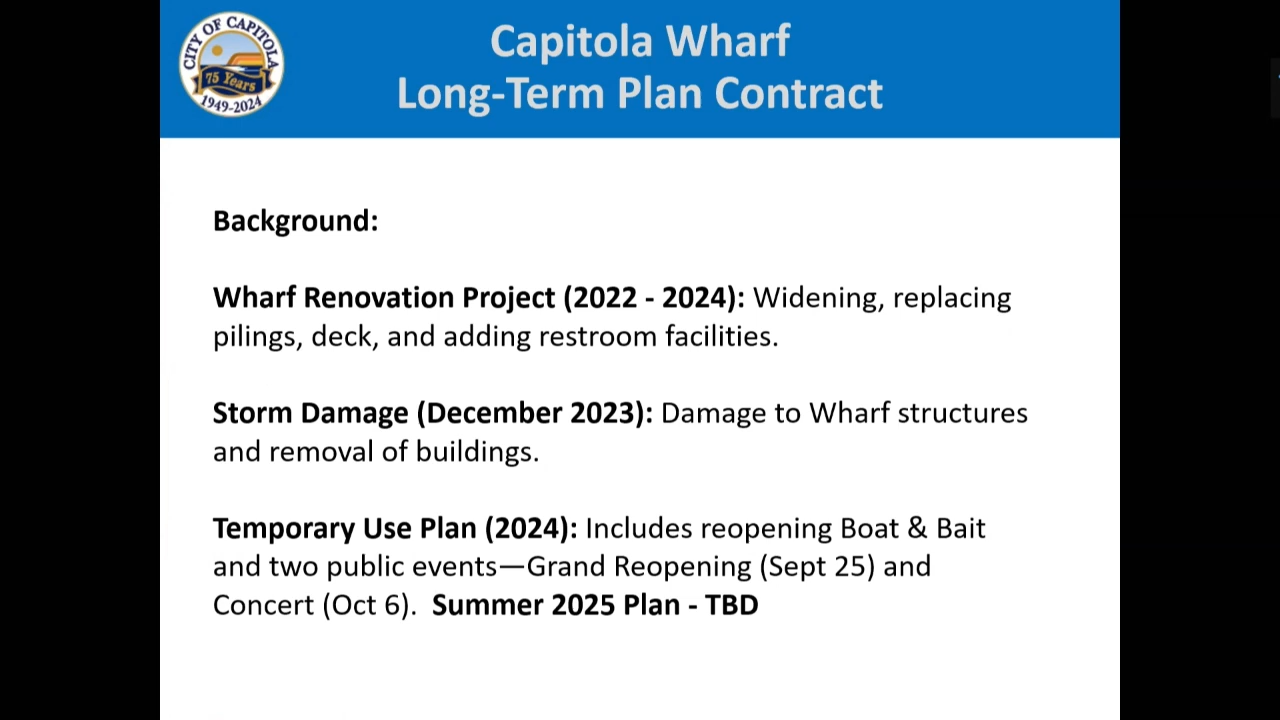 CITY OF CAPITOLA
75 Years
1949-2024
Capitola Wharf
Long-Term Plan Contract
Background:
Wharf Renovation Project (2022 - 2024): Widening, replacing
pilings, deck, and adding restroom facilities.
Storm Damage (December 2023): Damage to Wharf structures
and removal of buildings.
Temporary Use Plan (2024): Includes reopening Boat & Bait
and two public events—Grand Reopening (Sept 25) and
Concert (Oct 6).  Summer 2025 Plan - TBD